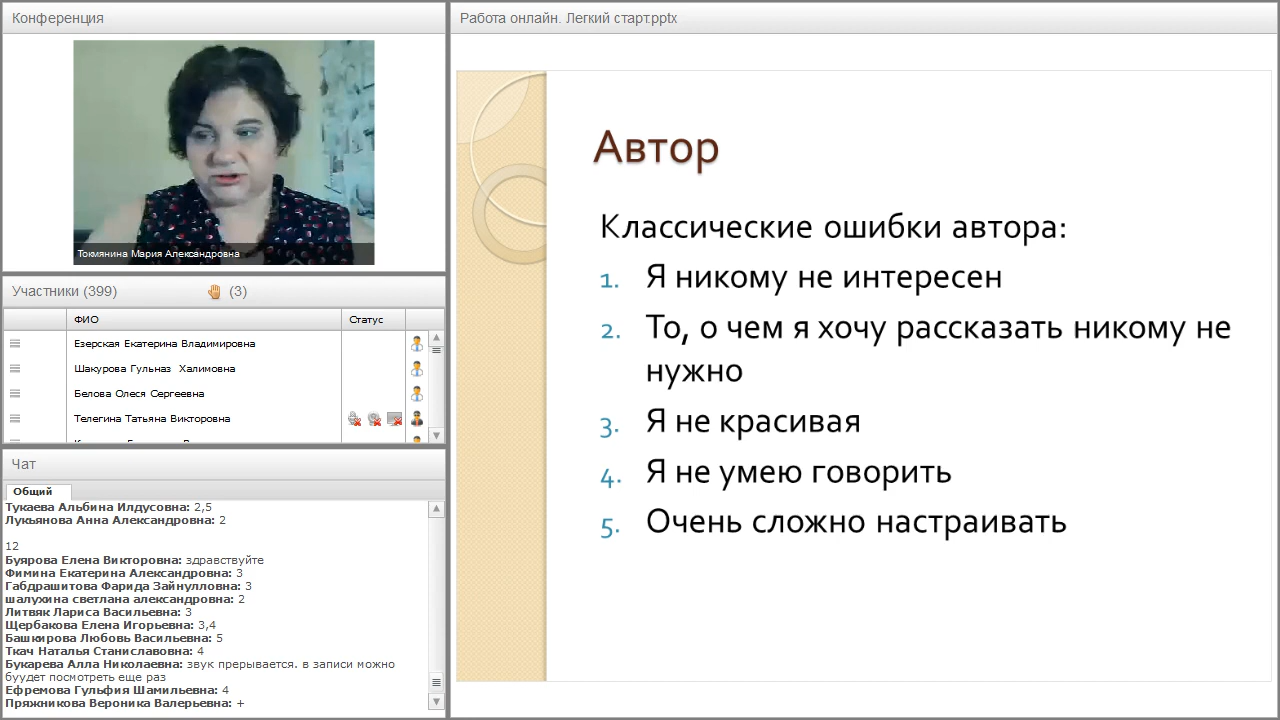 Конференция
Токмянина Мария Александровна
Участники (399) (3)
ФИО Статус
Езерская Екатерина Владимировна
Шакурова Гульназ Халимовна
Белова Олеся Сергеевна
Телегина Татьяна Викторовна
Чат
Общий
Тукаева Альбина Илдусовна: 2,5
Лукьянова Анна Александровна: 2
12
Буярова Елена Викторовна: здравствуйте
Фимина Екатерина Александровна: 3
Габдрашитова Фарида Зайнулловна: 3
шалухина светлана александровна: 2
Литвяк Лариса Васильевна: 3
Щербакова Елена Игорьевна: 3,4
Башкирова Любовь Васильевна: 5
Ткач Наталья Станиславовна: 4
Букарева Алла Николаевна: звук прерывается. в записи можно
буудет посмотреть еще раз
Ефремова Гульфия Шамильевна: 4
Пряжникова Вероника Валерьевна: +
Работа онлайн. Легкий старт.pptx
Автор
Классические ошибки автора:
1. Я никому не интересен
2. То, о чем я хочу рассказать никому не
нужно
3. Я не красивая
4. Я не умею говорить
5. Очень сложно настраивать